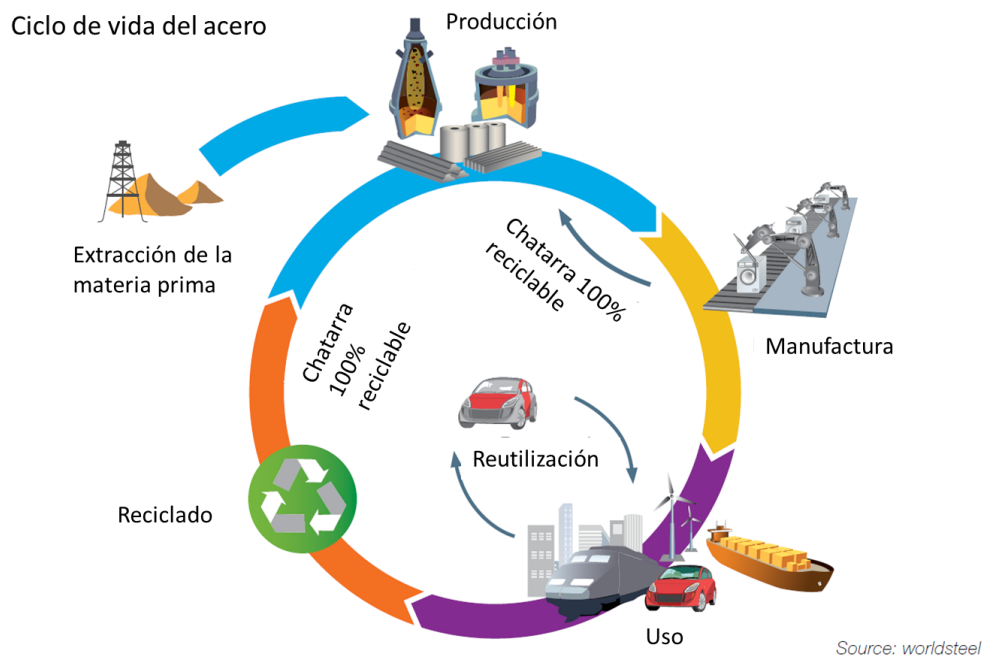 Ciclo de vida del acero
Producción
Extracción de la
materia prima
Chatarra 100%
reciclable
Manufactura
Chatarra
100%
reciclable
Reutilización
Reciclado
Uso
Source: worldsteel